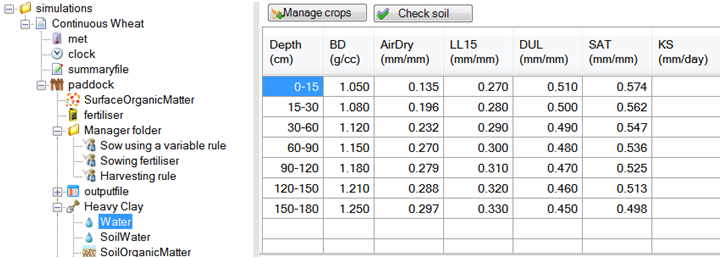 simulations
Continuous Wheat
met
clock
summaryfile
paddock
SurfaceOrganicMatter
fertiliser
Manager folder
Sow using a variable rule
Sowing fertiliser
Harvesting rule
outputfile
Heavy Clay
Water
SoilWater
SoilOrganicMatter
Manage crops Check soil
Depth BD AirDry LL15 DUL SAT KS
(cm) (g/cc) (mm/mm) (mm/mm) (mm/mm) (mm/mm) (mm/day)
0-15 1.050 0.135 0.270 0.510 0.574
15-30 1.080 0.196 0.280 0.500 0.562
30-60 1.120 0.232 0.290 0.490 0.547
60-90 1.150 0.270 0.300 0.480 0.536
90-120 1.180 0.279 0.310 0.470 0.525
120-150 1.210 0.288 0.320 0.460 0.513
150-180 1.250 0.297 0.330 0.450 0.498